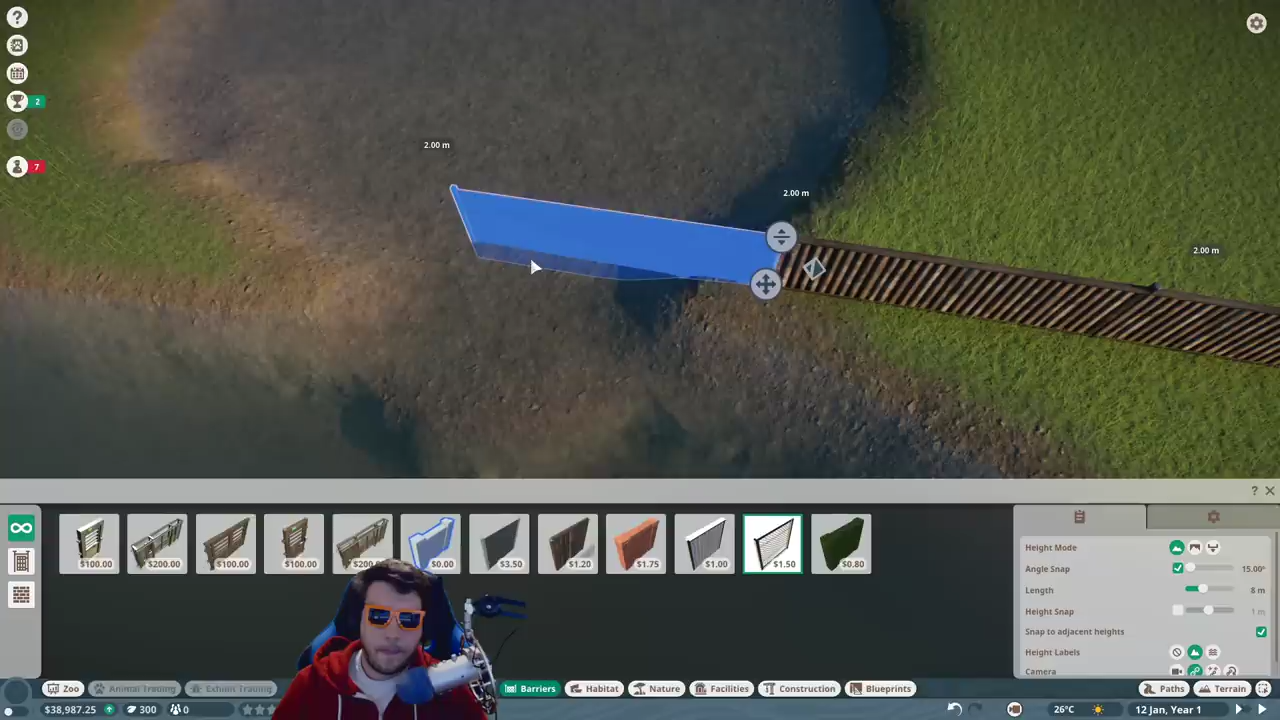 ?
2
7
2.00 m
2.00 m
2.00 m
?
$100.00
$200.00
$100.00
$100.00
$200
$0.00
$3.50
$1.20
$1.75
$1.00
$1.50
$0.80
Height Mode
Angle Snap 15.00°
Length 8 m
Height Snap 1 m
Snap to adjacent heights
Height Labels
Camera
Zoo
Animal Trading
Exhibit Trading
Barriers
Habitat
Nature
Facilities
Construction
Blueprints
Paths
Terrain
$38,987.25
300
0
26°C
12 Jan, Year 1